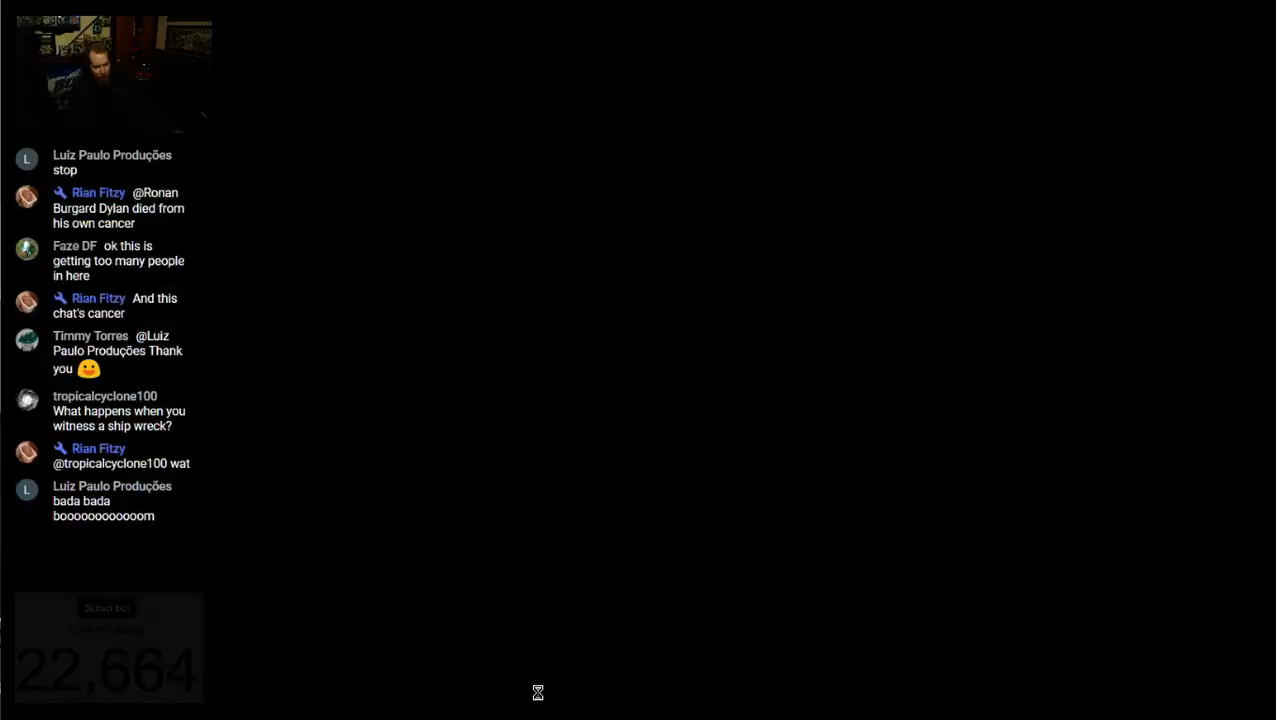 Luiz Paulo Produções
stop
Rian Fitzy @Ronan
Burgard Dylan died from
his own cancer
Faze DF ok this is
getting too many people
in here
Rian Fitzy And this
chat's cancer
Timmy Torres @Luiz
Paulo Produções Thank
you
tropicalcyclone100
What happens when you
witness a ship wreck?
Rian Fitzy
@tropicalcyclone100 wat
Luiz Paulo Produções
bada bada
booooooooooom
Subscribe!
22,664